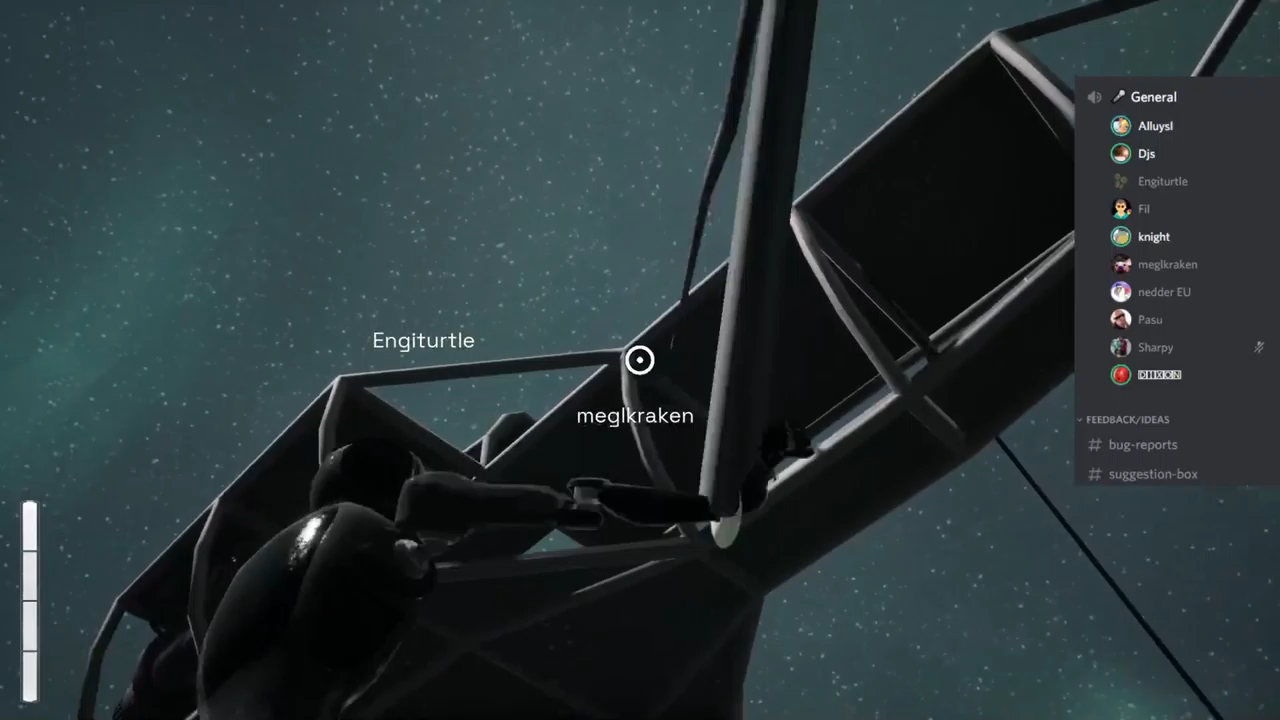 General
Alluysl
Djs
Engiturtle
Fil
knight
meglkraken
nedder EU
Pasu
Sharpy
FEEDBACK/IDEAS
# bug-reports
# suggestion-box
Engiturtle
meglkraken